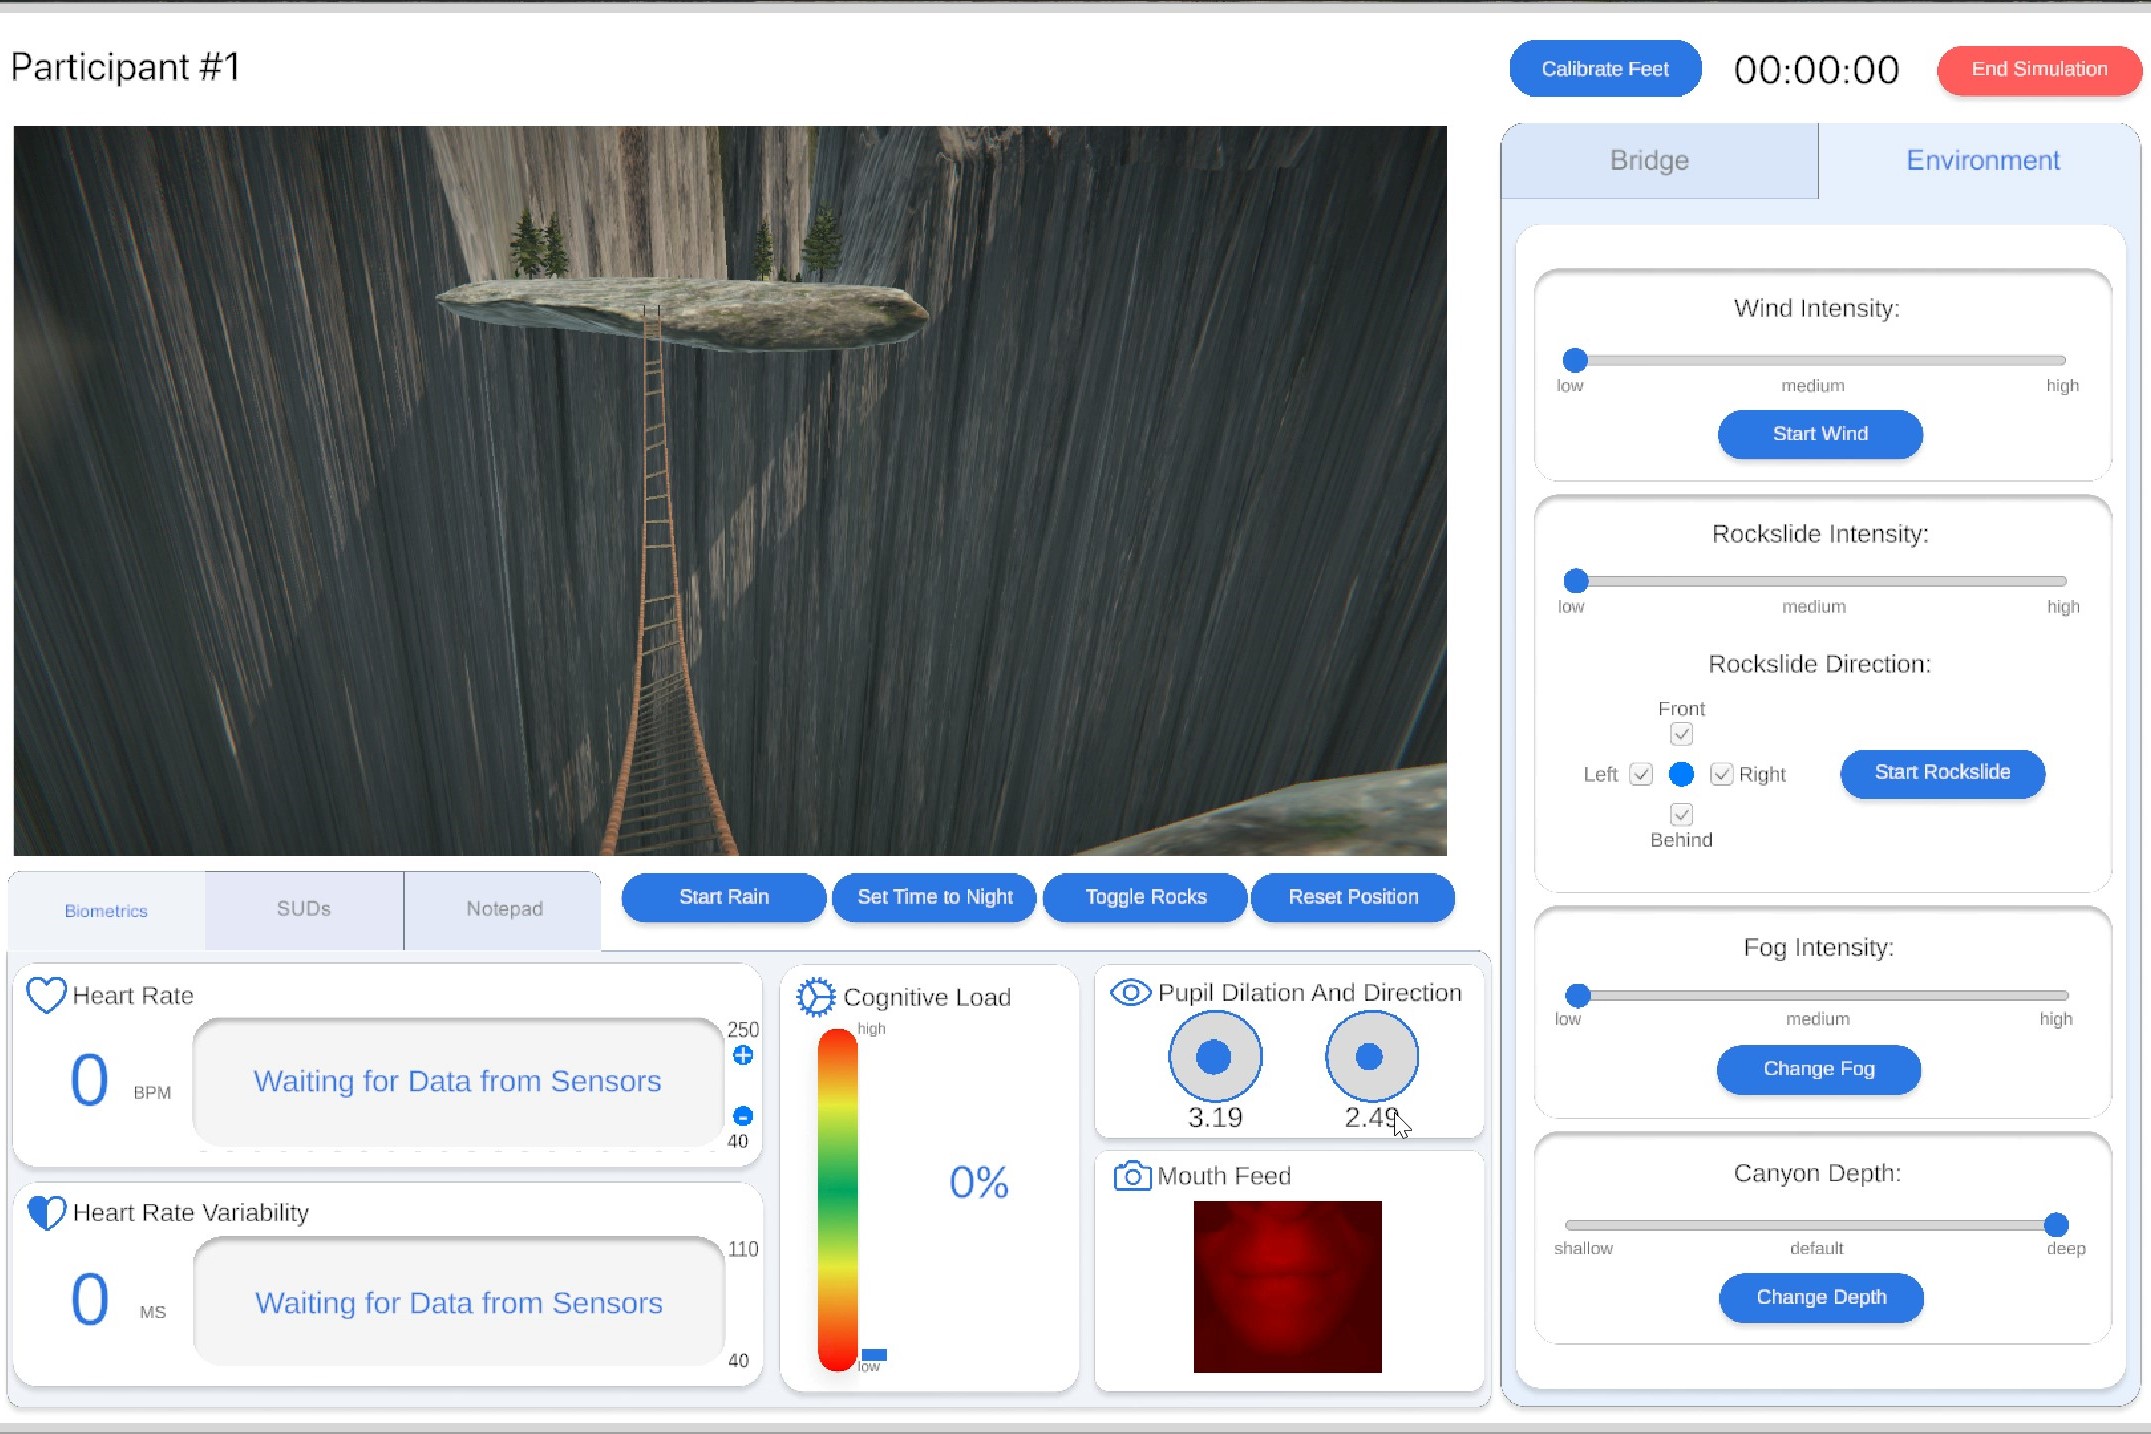 Participant #1
Calibrate Feet
00:00:00
End Simulation
Bridge
Environment
Wind Intensity:
low medium high
Start Wind
Rockslide Intensity:
low medium high
Rockslide Direction:
Front
Left Right
Behind
Start Rockslide
Fog Intensity:
low medium high
Change Fog
Canyon Depth:
shallow default deep
Change Depth
Biometrics
SUDs
Notepad
Start Rain
Set Time to Night
Toggle Rocks
Reset Position
Heart Rate
0 BPM
Waiting for Data from Sensors
250
+
-
40
Heart Rate Variability
0 MS
Waiting for Data from Sensors
110
40
Cognitive Load
high
0%
low
Pupil Dilation And Direction
3.19 2.49
Mouth Feed